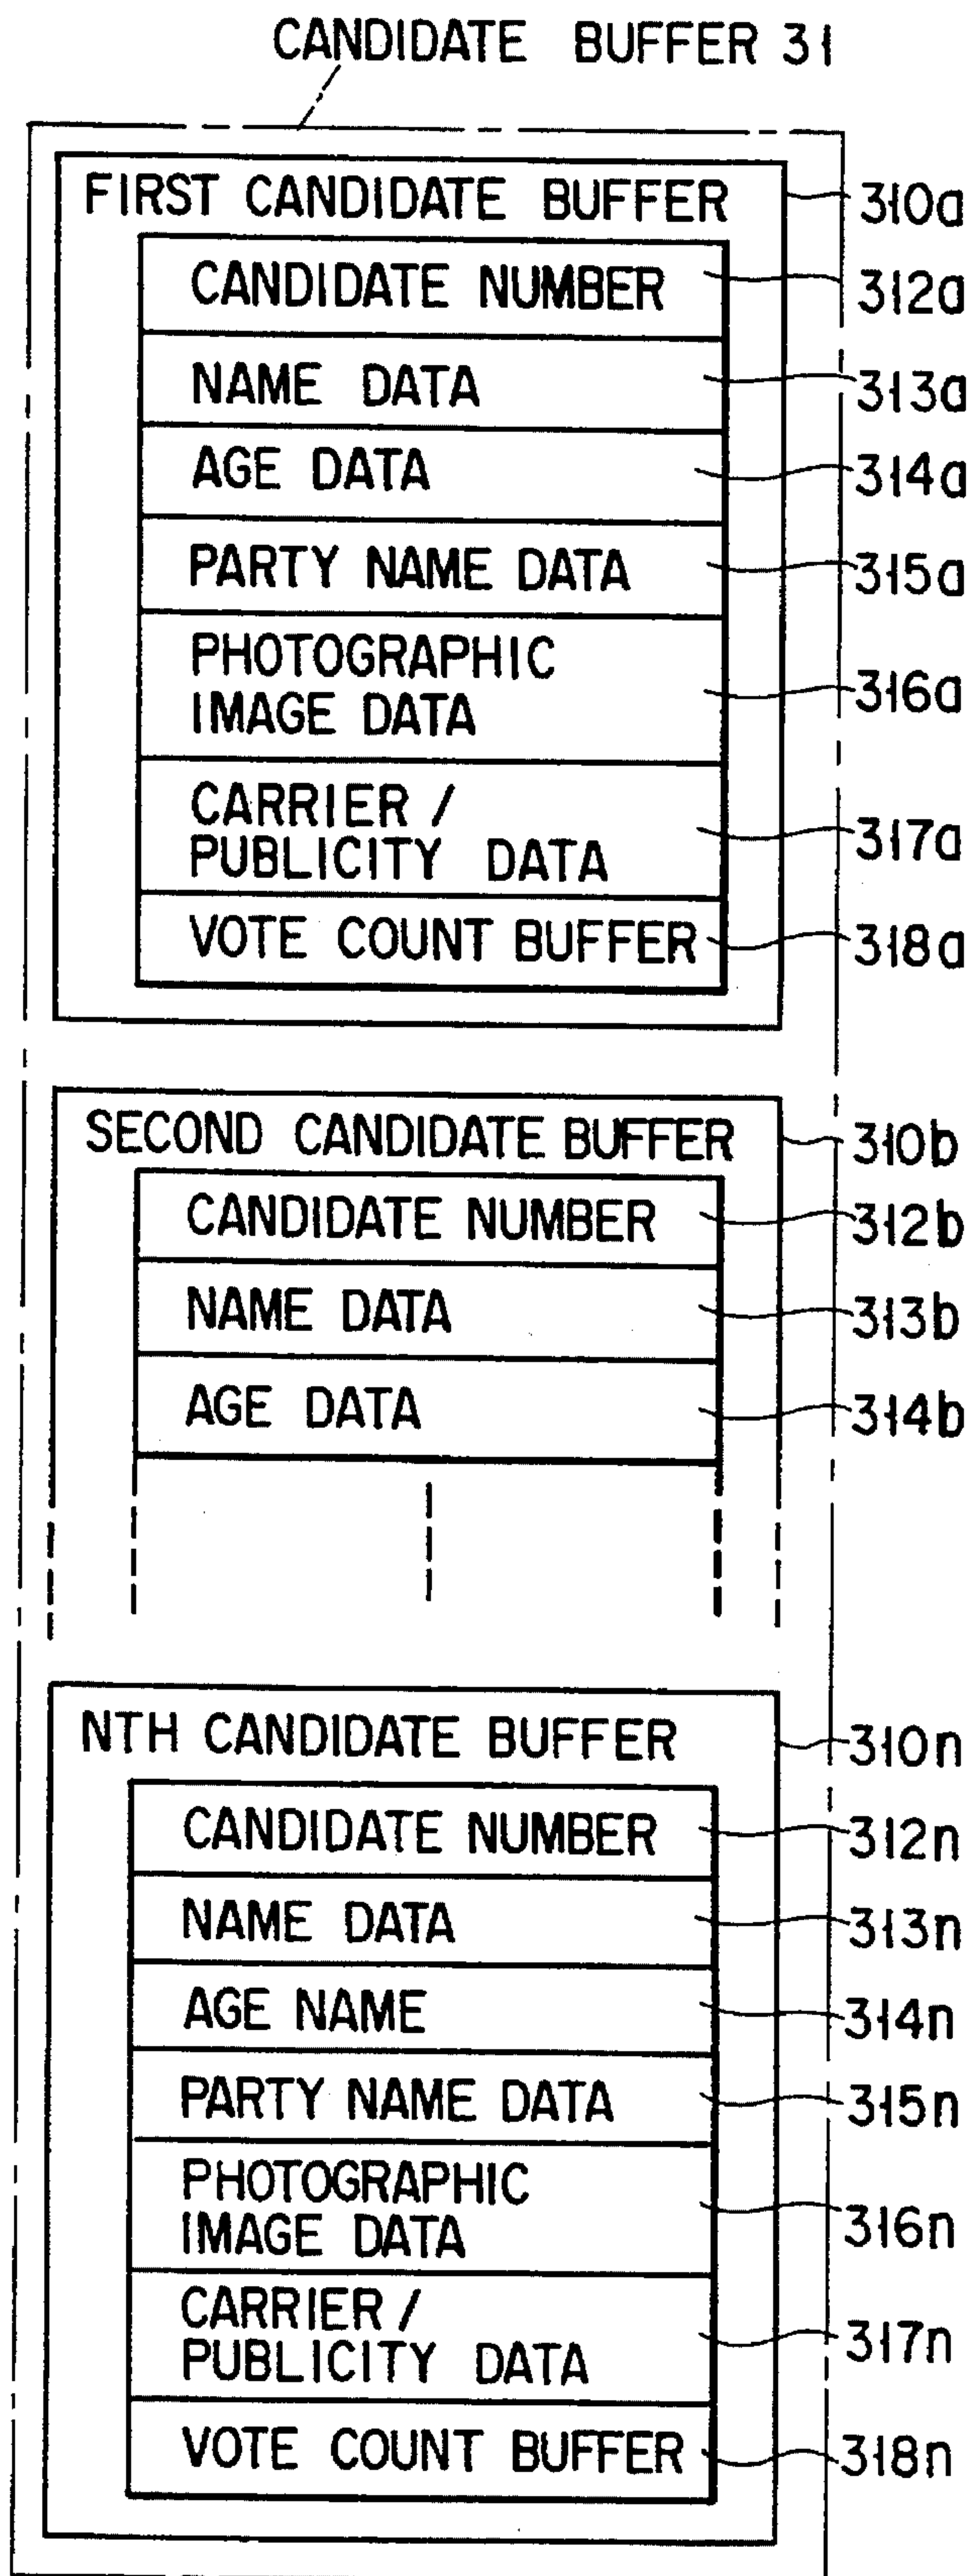 CANDIDATE BUFFER 31
FIRST CANDIDATE BUFFER 310a
CANDIDATE NUMBER 312a
NAME DATA 313a
AGE DATA 314a
PARTY NAME DATA 315a
PHOTOGRAPHIC
IMAGE DATA 316a
CARRIER /
PUBLICITY DATA 317a
VOTE COUNT BUFFER 318a
SECOND CANDIDATE BUFFER 310b
CANDIDATE NUMBER 312b
NAME DATA 313b
AGE DATA 314b
NTH CANDIDATE BUFFER 310n
CANDIDATE NUMBER 312n
NAME DATA 313n
AGE NAME 314n
PARTY NAME DATA 315n
PHOTOGRAPHIC
IMAGE DATA 316n
CARRIER /
PUBLICITY DATA 317n
VOTE COUNT BUFFER 318n